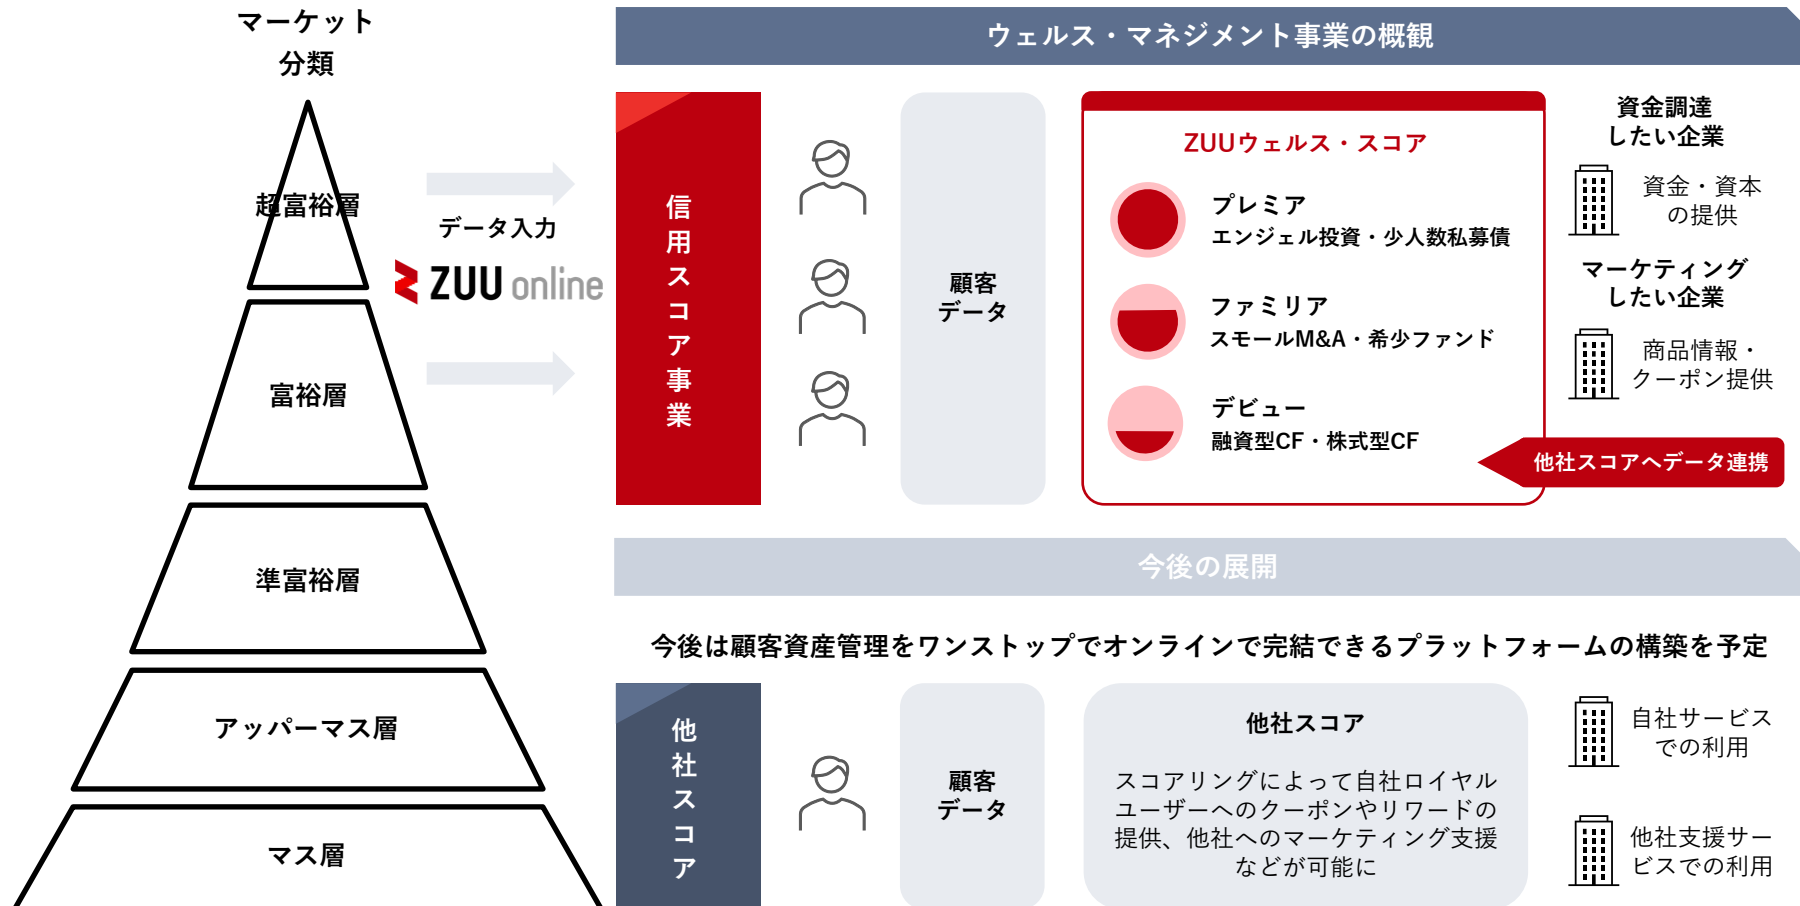 マーケット
分類
超富裕層
富裕層
準富裕層
アッパーマス層
マス層
データ入力
ZUU online
ウェルス・マネジメント事業の概観
信用スコア事業
顧客
データ
ZUUウェルス・スコア
プレミア
エンジェル投資・少人数私募債
ファミリア
スモールM&A・希少ファンド
デビュー
融資型CF・株式型CF
資金調達
したい企業
資金・資本
の提供
マーケティング
したい企業
商品情報・
クーポン提供
他社スコアへデータ連携
今後の展開
今後は顧客資産管理をワンストップでオンラインで完結できるプラットフォームの構築を予定
他社スコア
顧客
データ
他社スコア
スコアリングによって自社ロイヤル
ユーザーへのクーポンやリワードの
提供、他社へのマーケティング支援
などが可能に
自社サービス
での利用
他社支援サー
ビスでの利用